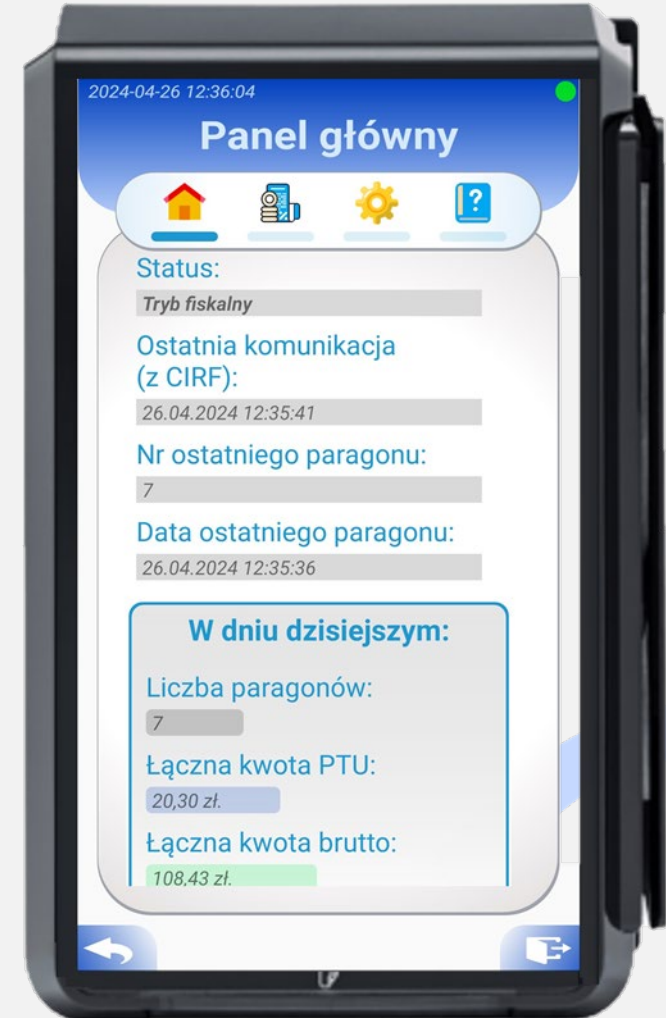 2024-04-26 12:36:04
Panel główny
?
Status:
Tryb fiskalny
Ostatnia komunikacja
(z CIRF):
26.04.2024 12:35:41
Nr ostatniego paragonu:
7
Data ostatniego paragonu:
26.04.2024 12:35:36
W dniu dzisiejszym:
Liczba paragonów:
7
Łączna kwota PTU:
20,30 zł.
Łączna kwota brutto:
108,43 zł.